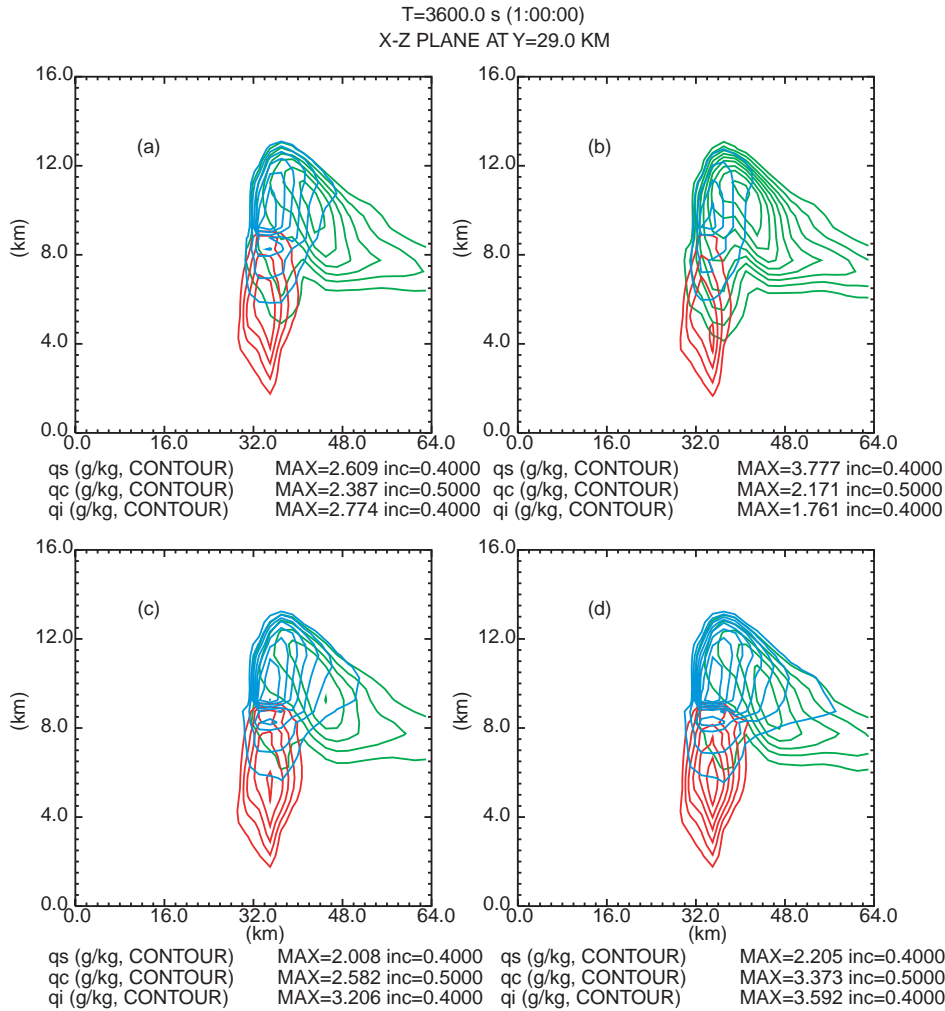 T=3600.0 s (1:00:00)
X-Z PLANE AT Y=29.0 KM
16.0
12.0
8.0
4.0
0.0
(km)
(a)
0.0 16.0 32.0 48.0 64.0
qs (g/kg, CONTOUR) MAX=2.609 inc=0.4000
qc (g/kg, CONTOUR) MAX=2.387 inc=0.5000
qi (g/kg, CONTOUR) MAX=2.774 inc=0.4000
16.0
12.0
8.0
4.0
0.0
(km)
(b)
0.0 16.0 32.0 48.0 64.0
qs (g/kg, CONTOUR) MAX=3.777 inc=0.4000
qc (g/kg, CONTOUR) MAX=2.171 inc=0.5000
qi (g/kg, CONTOUR) MAX=1.761 inc=0.4000
16.0
12.0
8.0
4.0
0.0
(km)
(c)
0.0 16.0 32.0 48.0 64.0
(km)
qs (g/kg, CONTOUR) MAX=2.008 inc=0.4000
qc (g/kg, CONTOUR) MAX=2.582 inc=0.5000
qi (g/kg, CONTOUR) MAX=3.206 inc=0.4000
16.0
12.0
8.0
4.0
0.0
(km)
(d)
0.0 16.0 32.0 48.0 64.0
(km)
qs (g/kg, CONTOUR) MAX=2.205 inc=0.4000
qc (g/kg, CONTOUR) MAX=3.373 inc=0.5000
qi (g/kg, CONTOUR) MAX=3.592 inc=0.4000